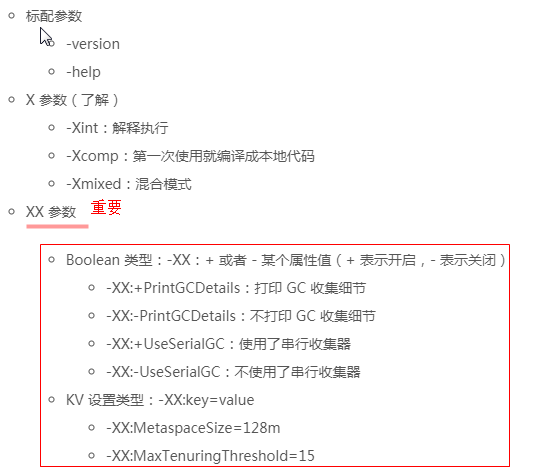 标配参数
-version
-help
X 参数（了解）
-Xint：解释执行
-Xcomp：第一次使用就编译成本地代码
-Xmixed：混合模式
XX 参数 重要
Boolean 类型：-XX：+ 或者 - 某个属性值（+ 表示开启，- 表示关闭）
-XX:+PrintGCDetails：打印 GC 收集细节
-XX:-PrintGCDetails：不打印 GC 收集细节
-XX:+UseSerialGC：使用了串行收集器
-XX:-UseSerialGC：不使用了串行收集器
KV 设置类型：-XX:key=value
-XX:MetaspaceSize=128m
-XX:MaxTenuringThreshold=15